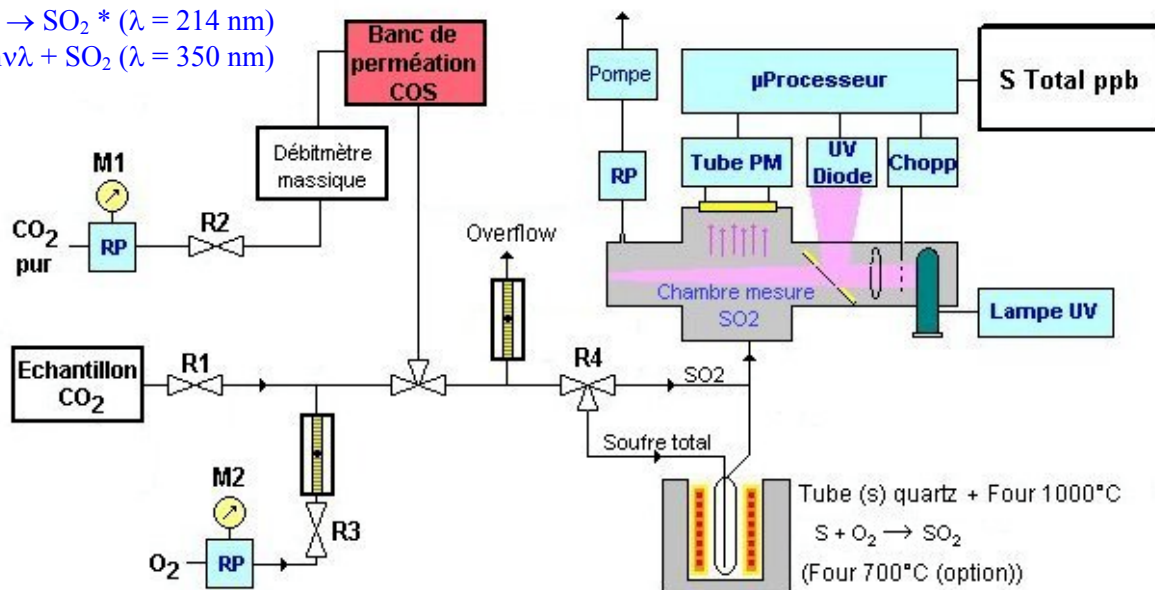 → SO₂ * (λ = 214 nm)
νλ + SO₂ (λ = 350 nm)
Banc de
perméation
COS
Pompe
µProcesseur
S Total ppb
Débitmètre
massique
RP
Tube PM
UV
Diode
Chopp
M1
R2
CO₂
pur
RP
Overflow
Chambre mesure
SO2
Lampe UV
Echantillon
CO₂
R1
R4
SO2
Soufre total
M2
R3
O₂
RP
Tube (s) quartz + Four 1000°C
S + O₂ → SO₂
(Four 700°C (option))